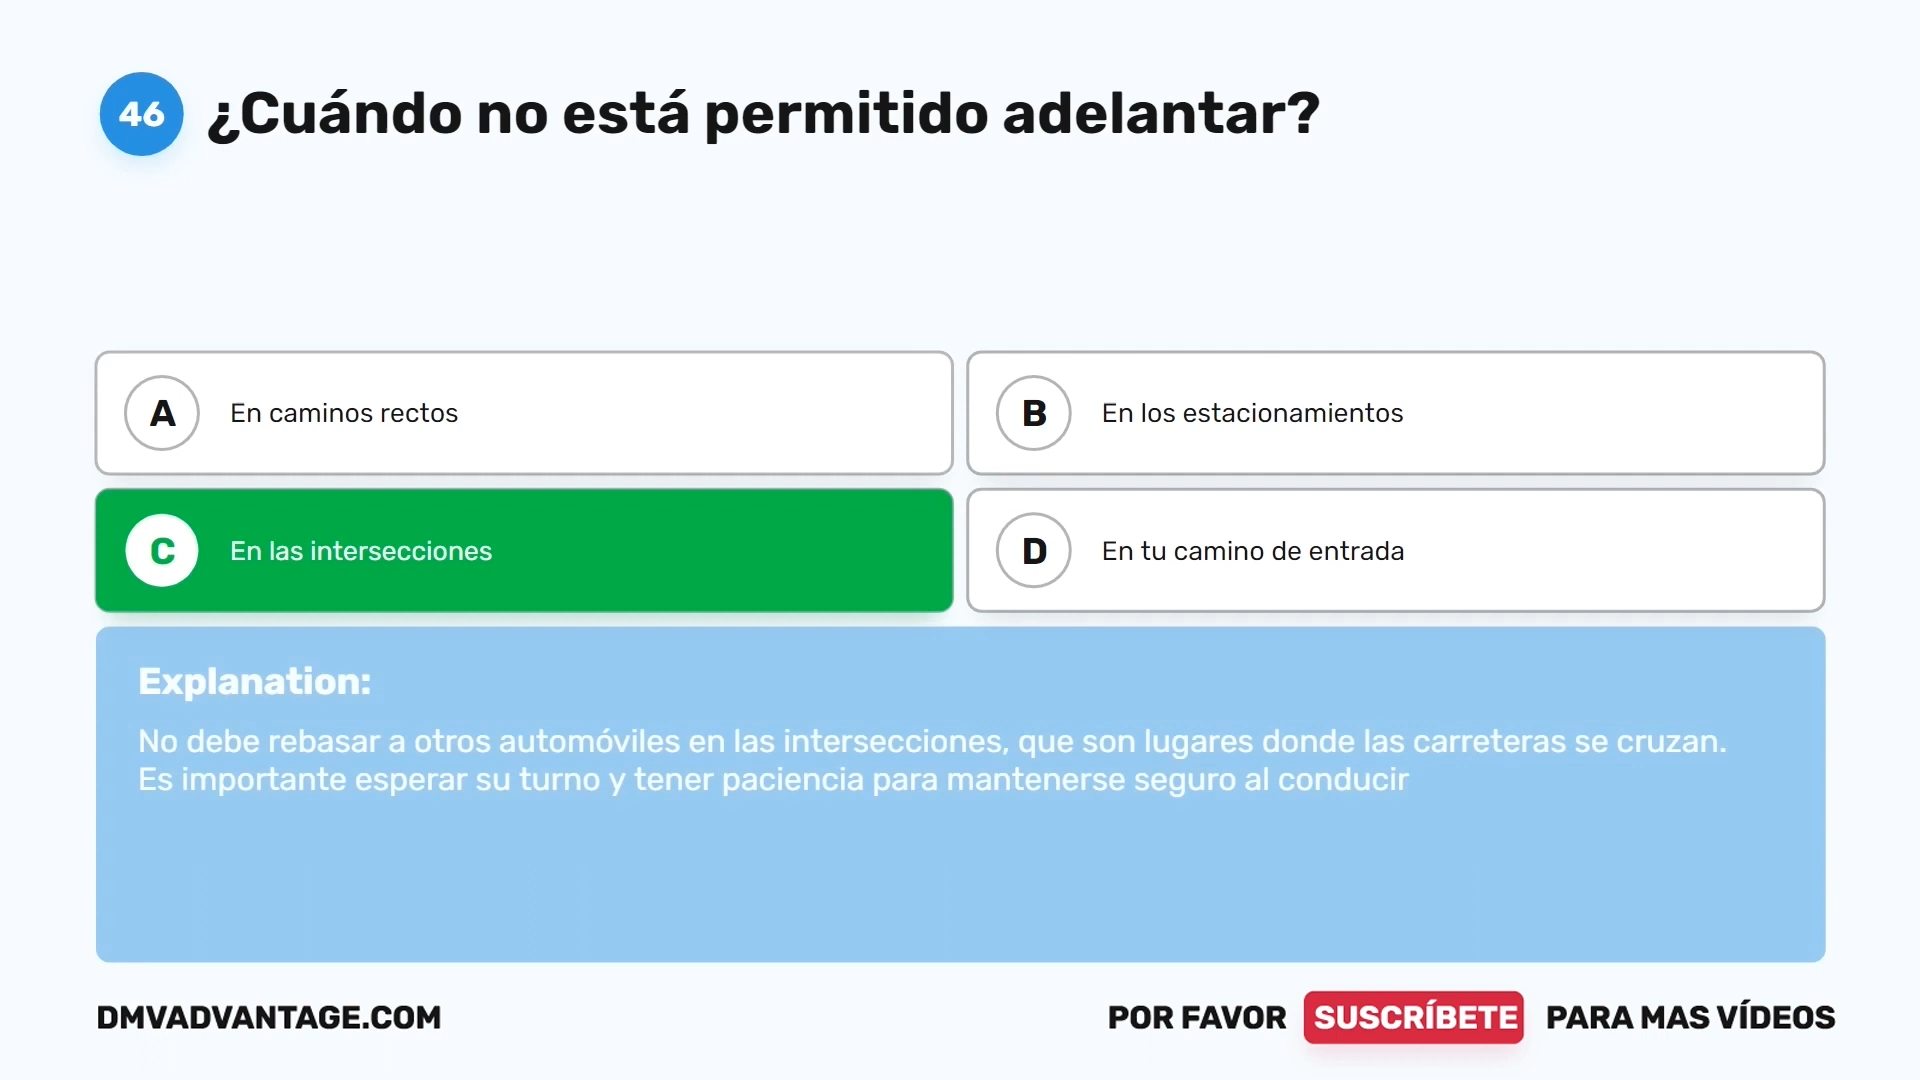 46 ¿Cuándo no está permitido adelantar?
A En caminos rectos
B En los estacionamientos
C En las intersecciones
D En tu camino de entrada
Explanation:
No debe rebasar a otros automóviles en las intersecciones, que son lugares donde las carreteras se cruzan.
Es importante esperar su turno y tener paciencia para mantenerse seguro al conducir
DMVADVANTAGE.COM
POR FAVOR SUSCRÍBETE PARA MAS VÍDEOS